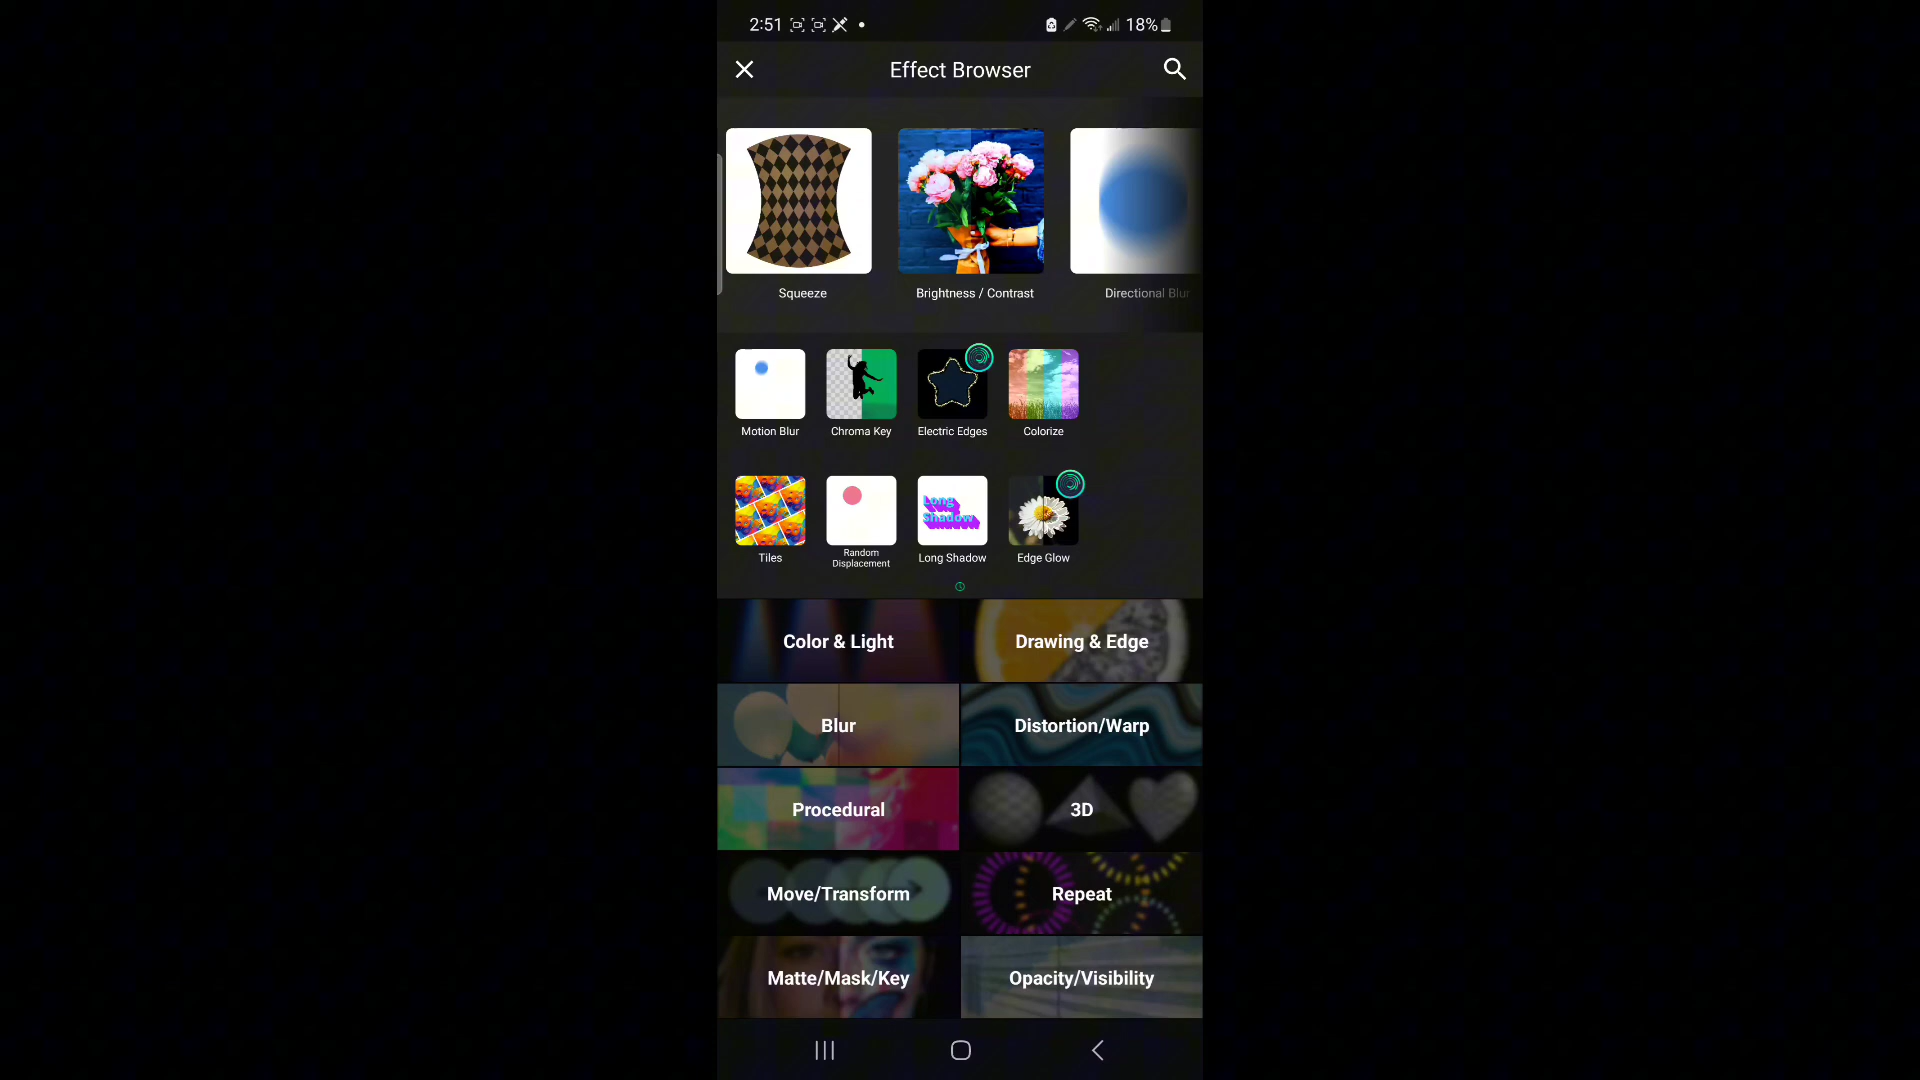 2:51
18%
Effect Browser
Squeeze
Brightness / Contrast
Directional Blur
Motion Blur
Chroma Key
Electric Edges
Colorize
Long
Shadow
Tiles
Random
Displacement
Long Shadow
Edge Glow
Color & Light
Drawing & Edge
Blur
Distortion/Warp
Procedural
3D
Move/Transform
Repeat
Matte/Mask/Key
Opacity/Visibility